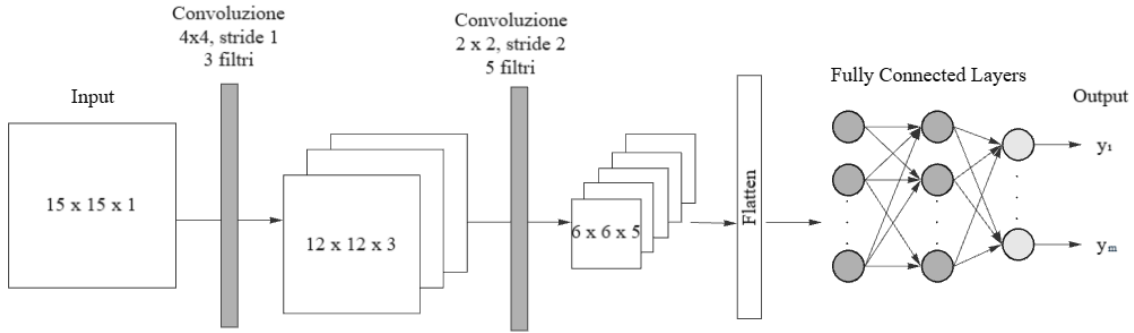 Convoluzione
4x4, stride 1
3 filtri
Convoluzione
2 x 2, stride 2
5 filtri
Input
Fully Connected Layers
Output
15 x 15 x 1
12 x 12 x 3
6 x 6 x 5
Flatten
y₁
yₘ